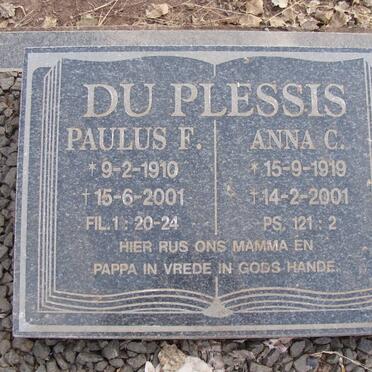 DU PLESSIS
PAULUS F. ANNA C.
*9-2-1910 *15-9-1919
†15-6-2001 †14-2-2001
FIL.1 : 20-24 PS. 121 : 2
HIER RUS ONS MAMMA EN
PAPPA IN VREDE IN GODS HANDE.